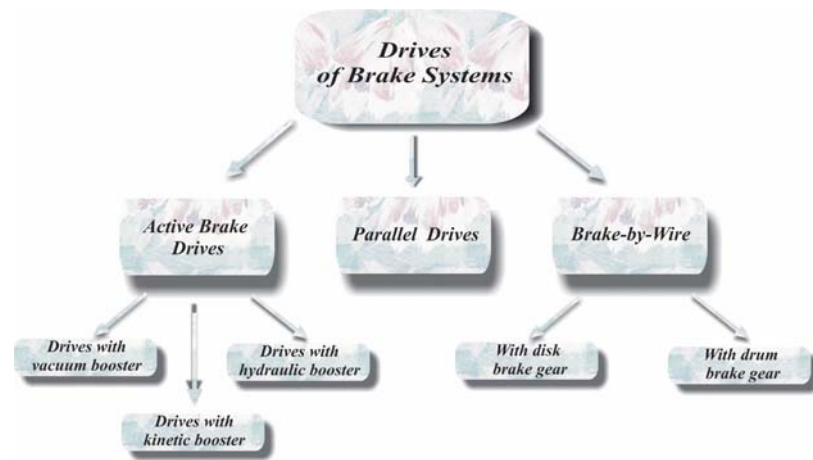 Drives
of Brake Systems
Active Brake
Drives
Parallel Drives
Brake-by-Wire
Drives with
vacuum booster
Drives with
kinetic booster
Drives with
hydraulic booster
With disk
brake gear
With drum
brake gear